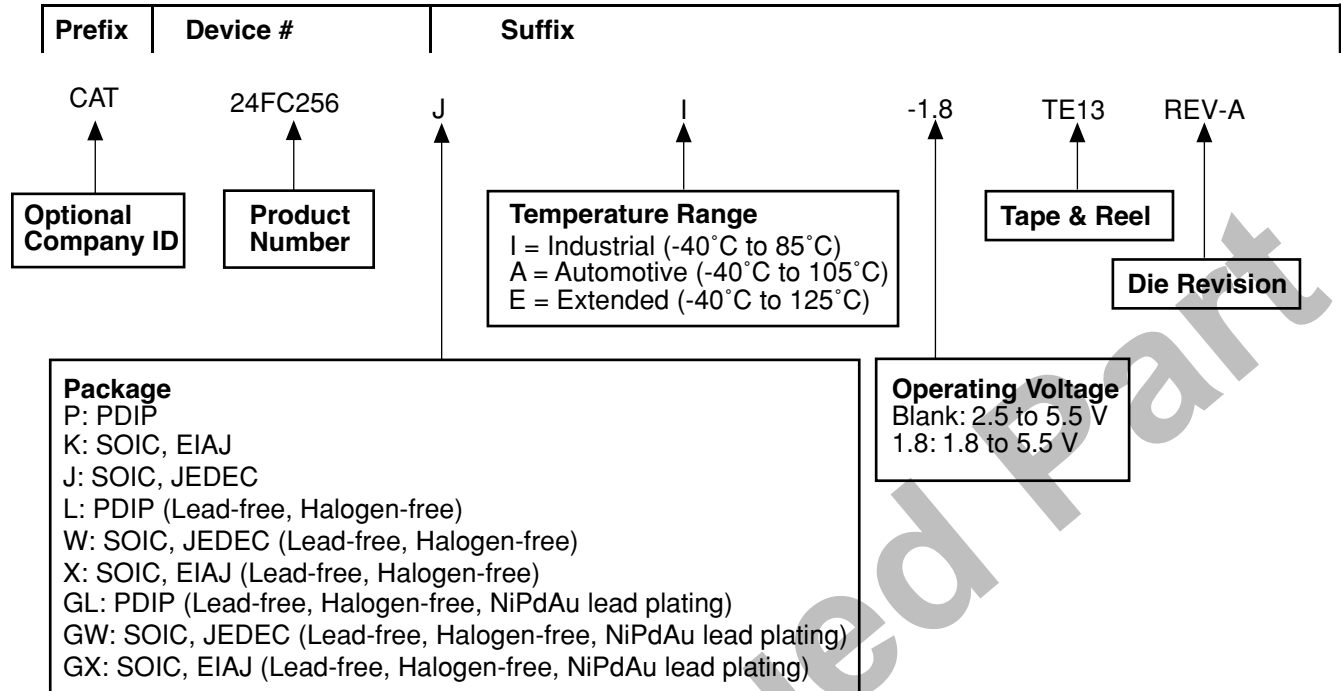 Prefix Device # Suffix
CAT 24FC256 J I -1.8 TE13 REV-A
Optional
Company ID
Product
Number
Temperature Range
I = Industrial (-40˚C to 85˚C)
A = Automotive (-40˚C to 105˚C)
E = Extended (-40˚C to 125˚C)
Tape & Reel
Die Revision
Package
P: PDIP
K: SOIC, EIAJ
J: SOIC, JEDEC
L: PDIP (Lead-free, Halogen-free)
W: SOIC, JEDEC (Lead-free, Halogen-free)
X: SOIC, EIAJ (Lead-free, Halogen-free)
GL: PDIP (Lead-free, Halogen-free, NiPdAu lead plating)
GW: SOIC, JEDEC (Lead-free, Halogen-free, NiPdAu lead plating)
GX: SOIC, EIAJ (Lead-free, Halogen-free, NiPdAu lead plating)
Operating Voltage
Blank: 2.5 to 5.5 V
1.8: 1.8 to 5.5 V
ed Part